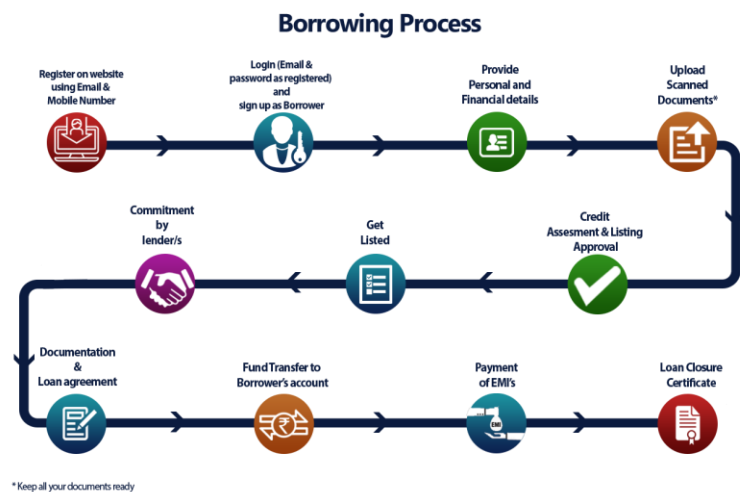 Borrowing Process
Register on website
using Email &
Mobile Number
Login (Email &
password as registered)
and
sign up as Borrower
Provide
Personal and
Financial details
Upload
Scanned
Documents*
Credit
Assesment & Listing
Approval
Get
Listed
Commitment
by
lender/s
Documentation
&
Loan agreement
Fund Transfer to
Borrower's account
₹
Payment
of EMI's
EMI
Loan Closure
Certificate
* Keep all your documents ready